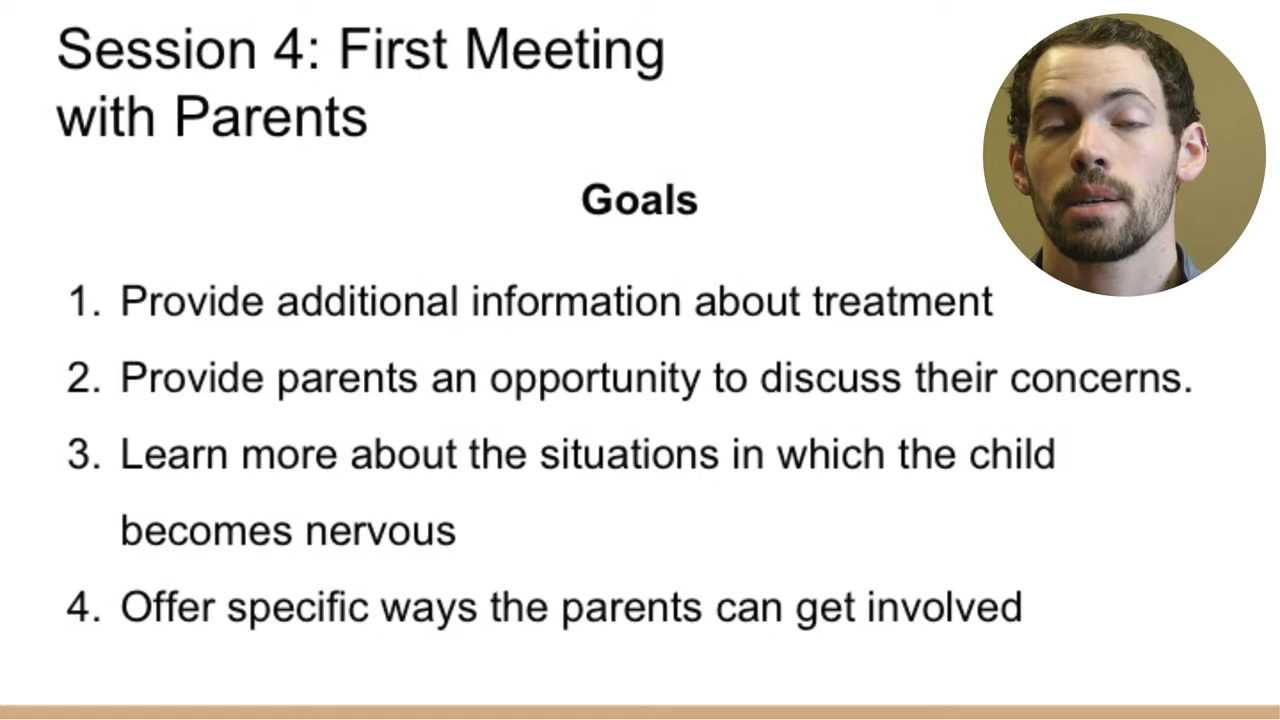 Session 4: First Meeting
with Parents
Goals
1. Provide additional information about treatment
2. Provide parents an opportunity to discuss their concerns.
3. Learn more about the situations in which the child
becomes nervous
4. Offer specific ways the parents can get involved